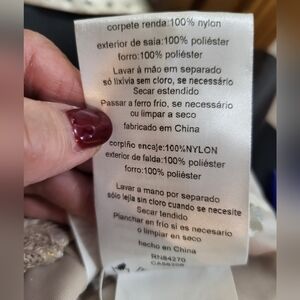 corpete renda:100% nylon
exterior de saia:100% poliéster
forro:100% poliéster
Lavar à mão em separado
só lixívia sem cloro, se necessário
Secar estendido
Passar a ferro frio, se necessário
ou limpar a seco
fabricado em China
corpiño encaje:100%NYLON
exterior de falda:100% poliéster
forro:100% poliéster
Lavar a mano por separado
sólo lejía sin cloro cuando se necesite
Secar tendido
Planchar en frío si es necesario
o limpiar en seco
hecho en China
RN84270